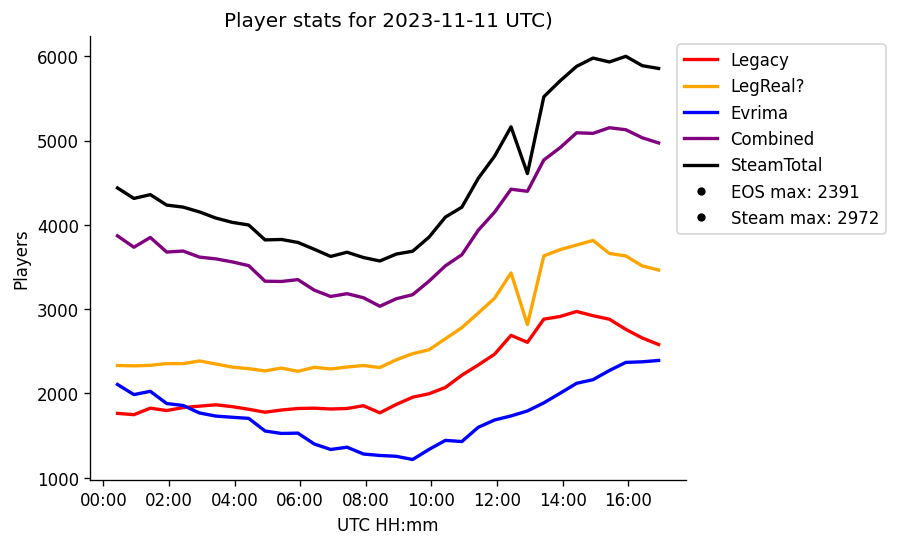 Player stats for 2023-11-11 UTC)
6000
5000
4000
3000
2000
1000
Players
00:00 02:00 04:00 06:00 08:00 10:00 12:00 14:00 16:00
UTC HH:mm
Legacy
LegReal?
Evrima
Combined
SteamTotal
EOS max: 2391
Steam max: 2972